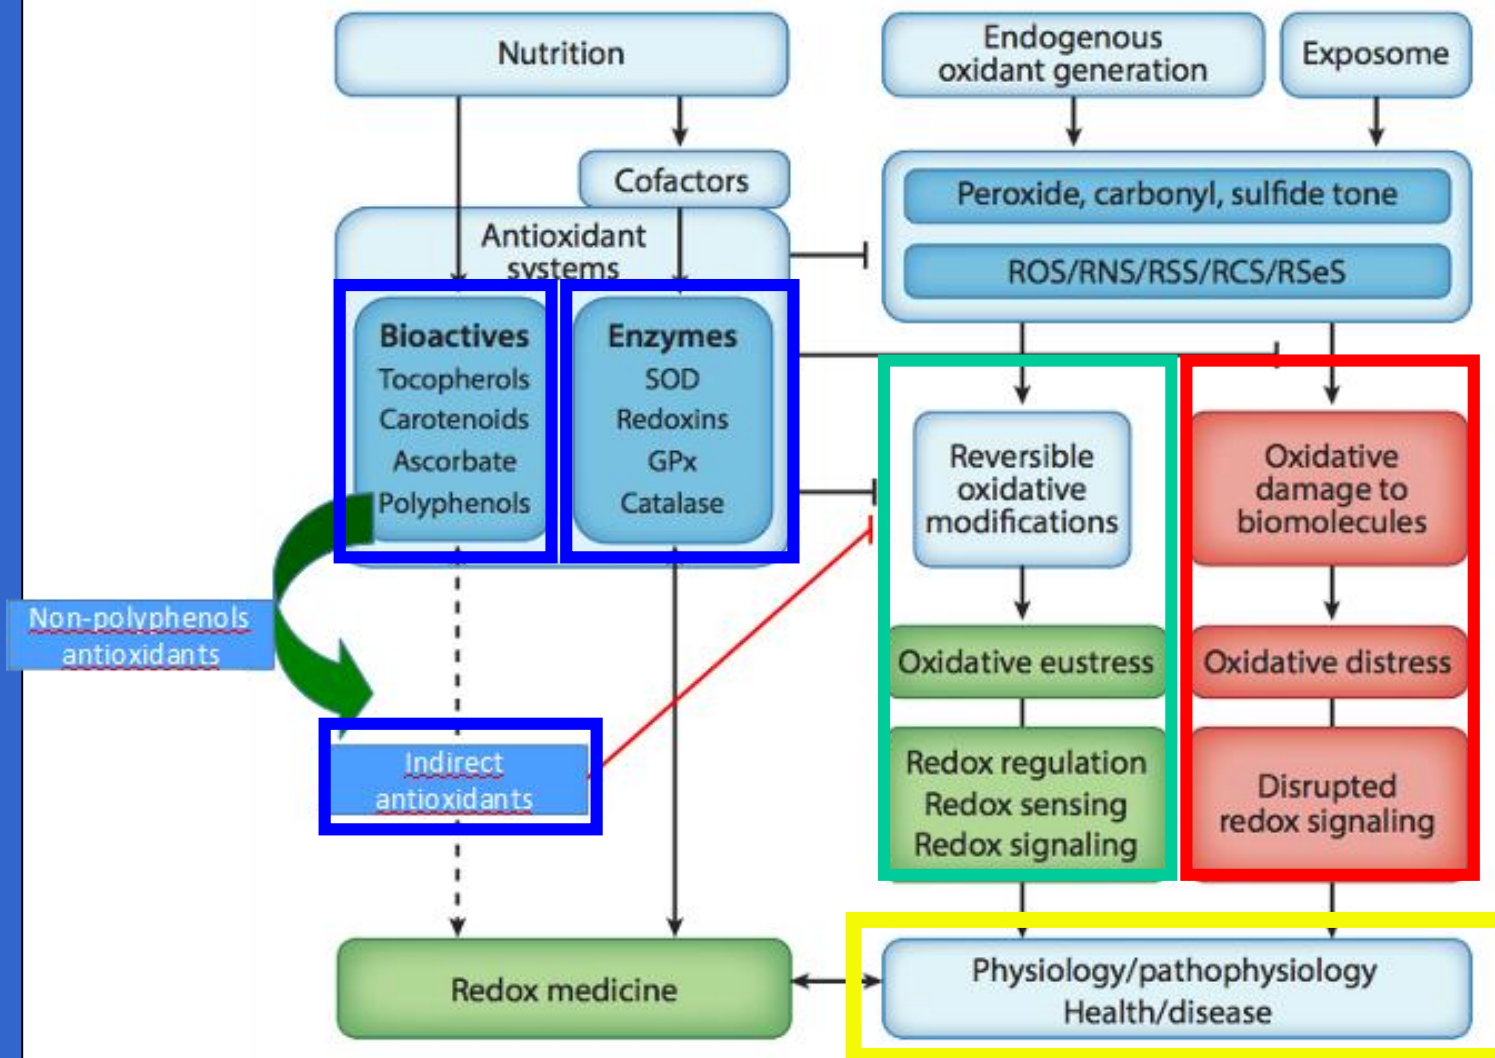 Nutrition
Endogenous
oxidant generation
Exposome
Cofactors
Peroxide, carbonyl, sulfide tone
ROS/RNS/RSS/RCS/RSeS
Antioxidant
systems
Bioactives
Tocopherols
Carotenoids
Ascorbate
Polyphenols
Enzymes
SOD
Redoxins
GPx
Catalase
Reversible
oxidative
modifications
Oxidative
damage to
biomolecules
Non-polyphenols
antioxidants
Oxidative eustress
Oxidative distress
Indirect
antioxidants
Redox regulation
Redox sensing
Redox signaling
Disrupted
redox signaling
Redox medicine
Physiology/pathophysiology
Health/disease